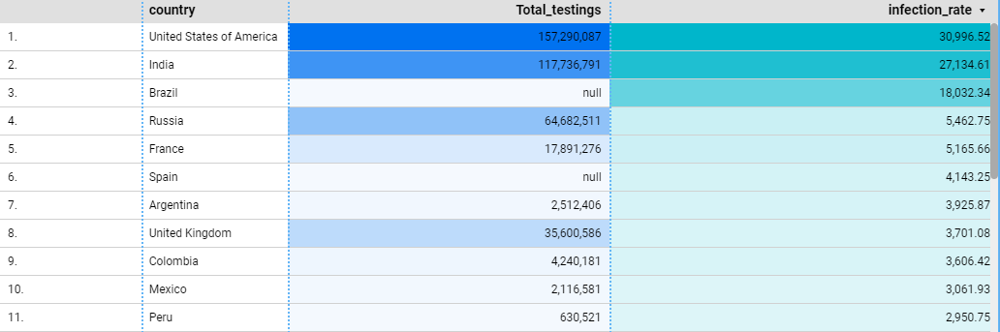 country Total_testings infection_rate
1. United States of America 157,290,087 30,996.52
2. India 117,736,791 27,134.61
3. Brazil null 18,032.34
4. Russia 64,682,511 5,462.75
5. France 17,891,276 5,165.66
6. Spain null 4,143.25
7. Argentina 2,512,406 3,925.87
8. United Kingdom 35,600,586 3,701.08
9. Colombia 4,240,181 3,606.42
10. Mexico 2,116,581 3,061.93
11. Peru 630,521 2,950.75